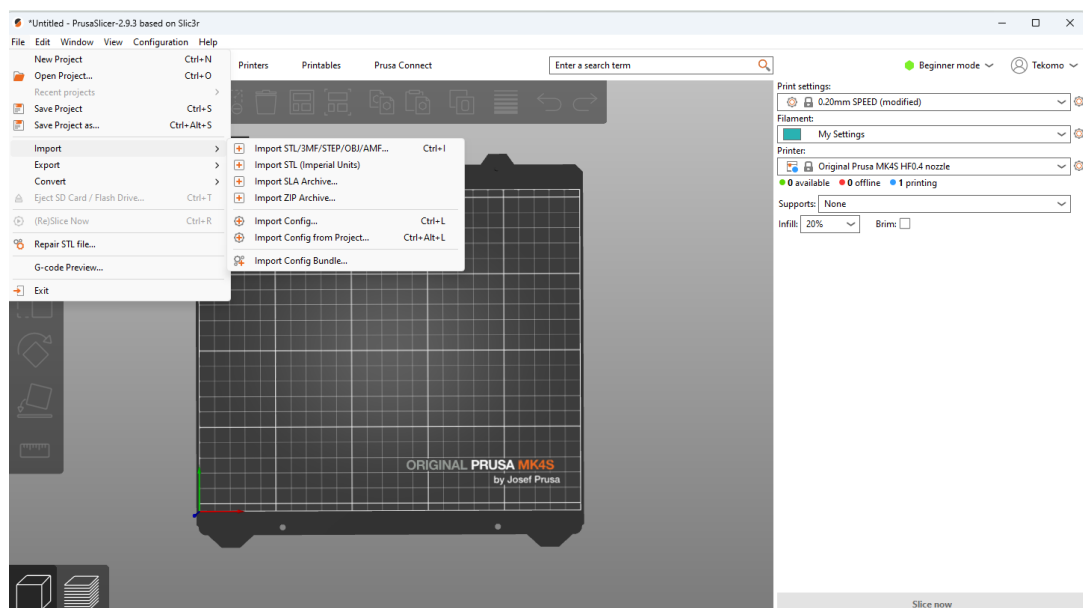 *Untitled - PrusaSlicer-2.9.3 based on Slic3r
File Edit Window View Configuration Help
New Project Ctrl+N
Open Project... Ctrl+O
Recent projects
Save Project Ctrl+S
Save Project as... Ctrl+Alt+S
Import
Export
Convert
Eject SD Card / Flash Drive... Ctrl+T
(Re)Slice Now Ctrl+R
Repair STL file...
G-code Preview...
Exit
Import STL/3MF/STEP/OBJ/AMF... Ctrl+I
Import STL (Imperial Units)
Import SLA Archive...
Import ZIP Archive...
Import Config... Ctrl+L
Import Config from Project... Ctrl+Alt+L
Import Config Bundle...
Printers Printables Prusa Connect Enter a search term Beginner mode Tekomo
Print settings:
0.20mm SPEED (modified)
Filament:
My Settings
Printer:
Original Prusa MK4S HF0.4 nozzle
0 available 0 offline 1 printing
Supports: None
Infill: 20% Brim:
ORIGINAL PRUSA MK4S
by Josef Prusa
Slice now